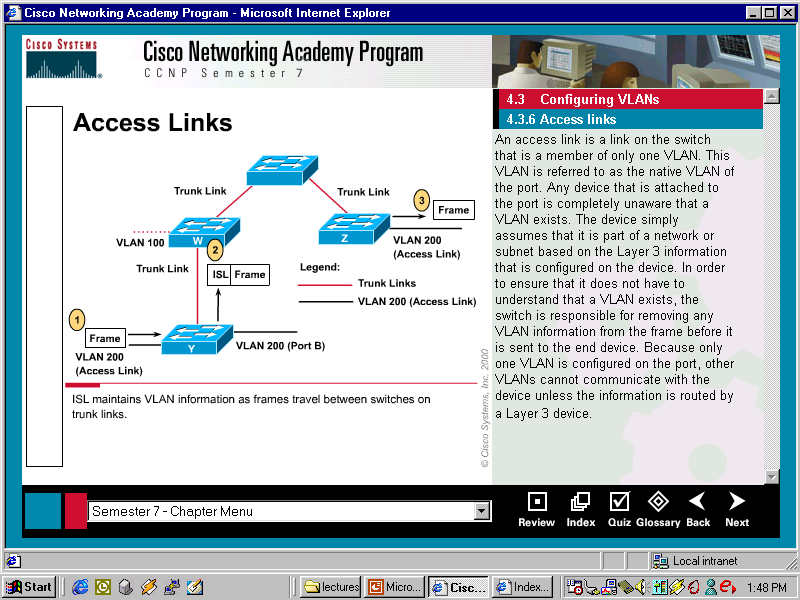 Cisco Networking Academy Program - Microsoft Internet Explorer
CISCO SYSTEMS
Cisco Networking Academy Program
CCNP Semester 7
Access Links
Trunk Link
Trunk Link
3
Frame
VLAN 100
W
2
Z
VLAN 200
(Access Link)
Trunk Link
ISL Frame
Legend:
Trunk Links
VLAN 200 (Access Link)
1
Frame
Y
VLAN 200 (Port B)
VLAN 200
(Access Link)
ISL maintains VLAN information as frames travel between switches on
trunk links.
© Cisco Systems, Inc. 2000
4.3 Configuring VLANs
4.3.6 Access links
An access link is a link on the switch
that is a member of only one VLAN. This
VLAN is referred to as the native VLAN of
the port. Any device that is attached to
the port is completely unaware that a
VLAN exists. The device simply
assumes that it is part of a network or
subnet based on the Layer 3 information
that is configured on the device. In order
to ensure that it does not have to
understand that a VLAN exists, the
switch is responsible for removing any
VLAN information from the frame before it
is sent to the end device. Because only
one VLAN is configured on the port, other
VLANs cannot communicate with the
device unless the information is routed by
a Layer 3 device.
Semester 7 - Chapter Menu
Review Index Quiz Glossary Back Next
Local intranet
Start
lectures
Micro...
Cisc...
Index...
1:48 PM